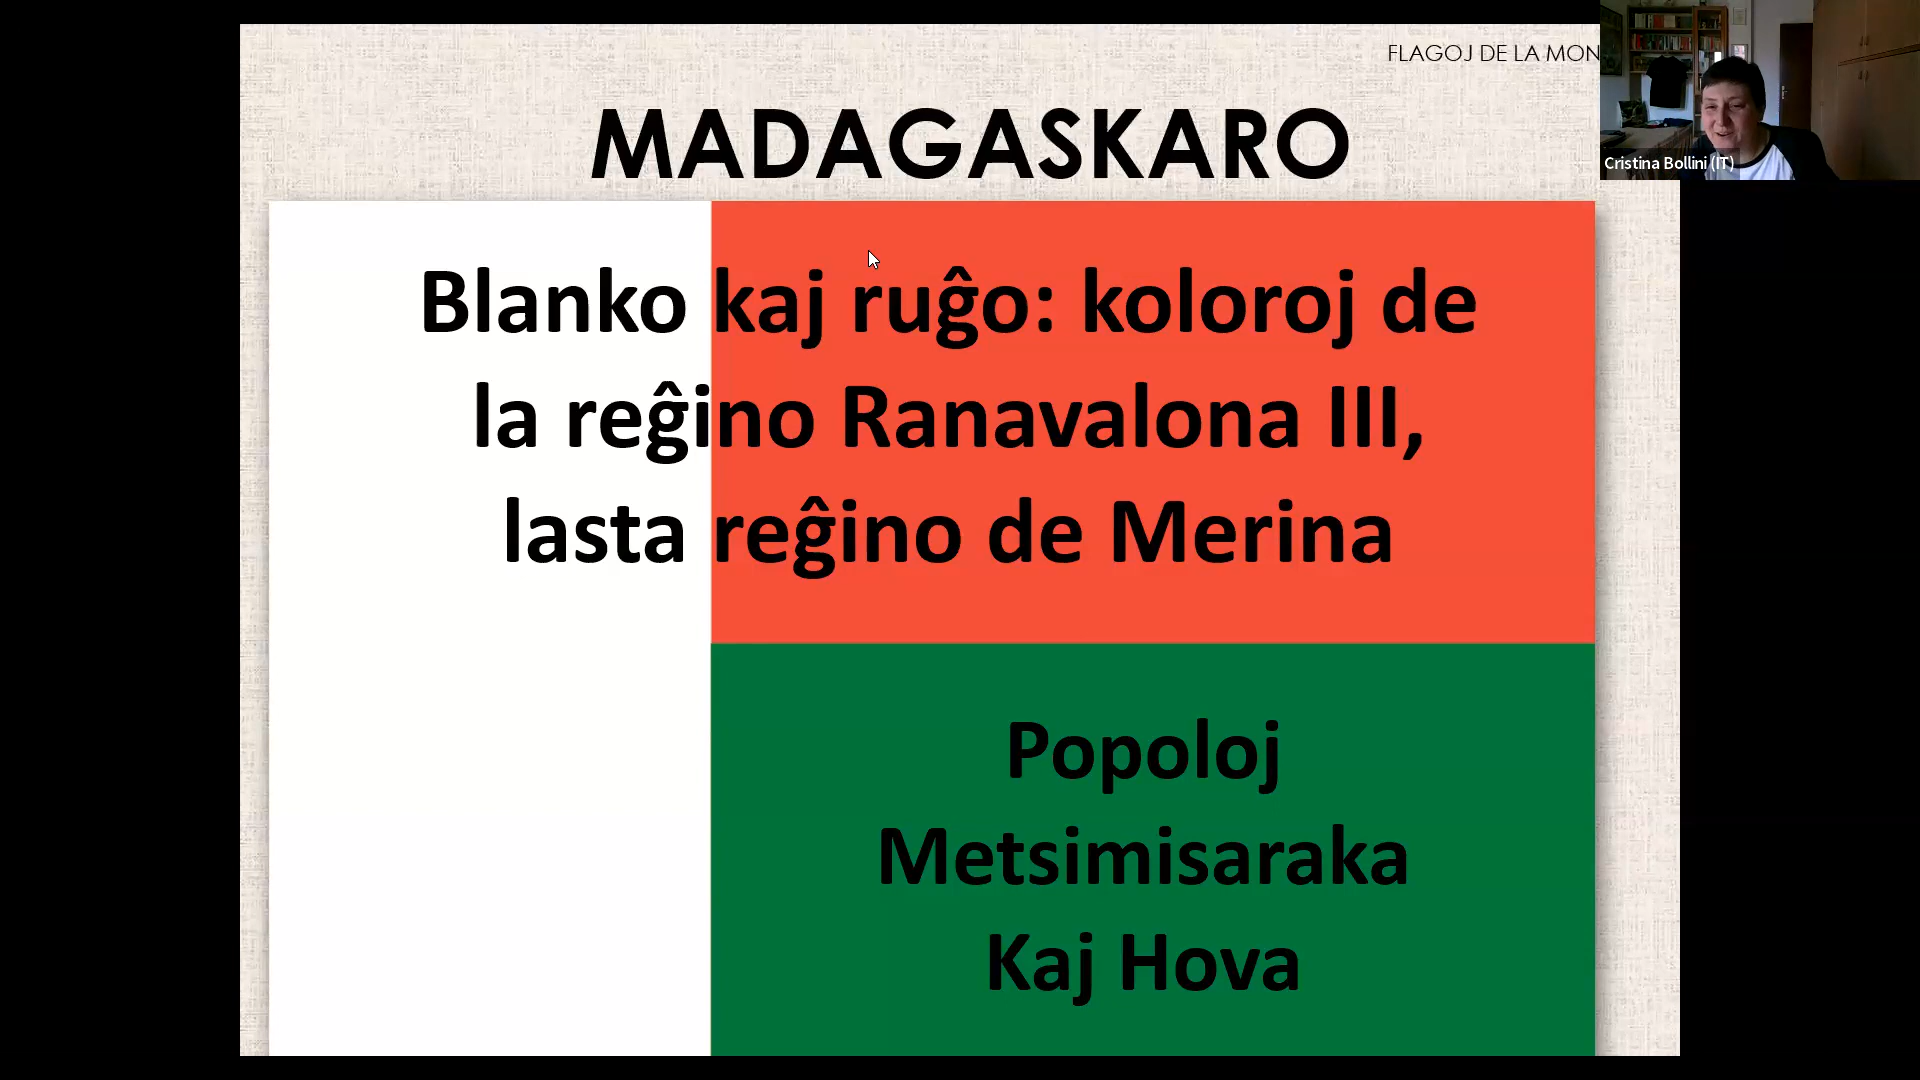 FLAGOJ DE LA MON
MADAGASKARO
Blanko kaj ruĝo: koloroj de
la reĝino Ranavalona III,
lasta reĝino de Merina
Popoloj
Metsimisaraka
Kaj Hova
Cristina Bollini (IT)